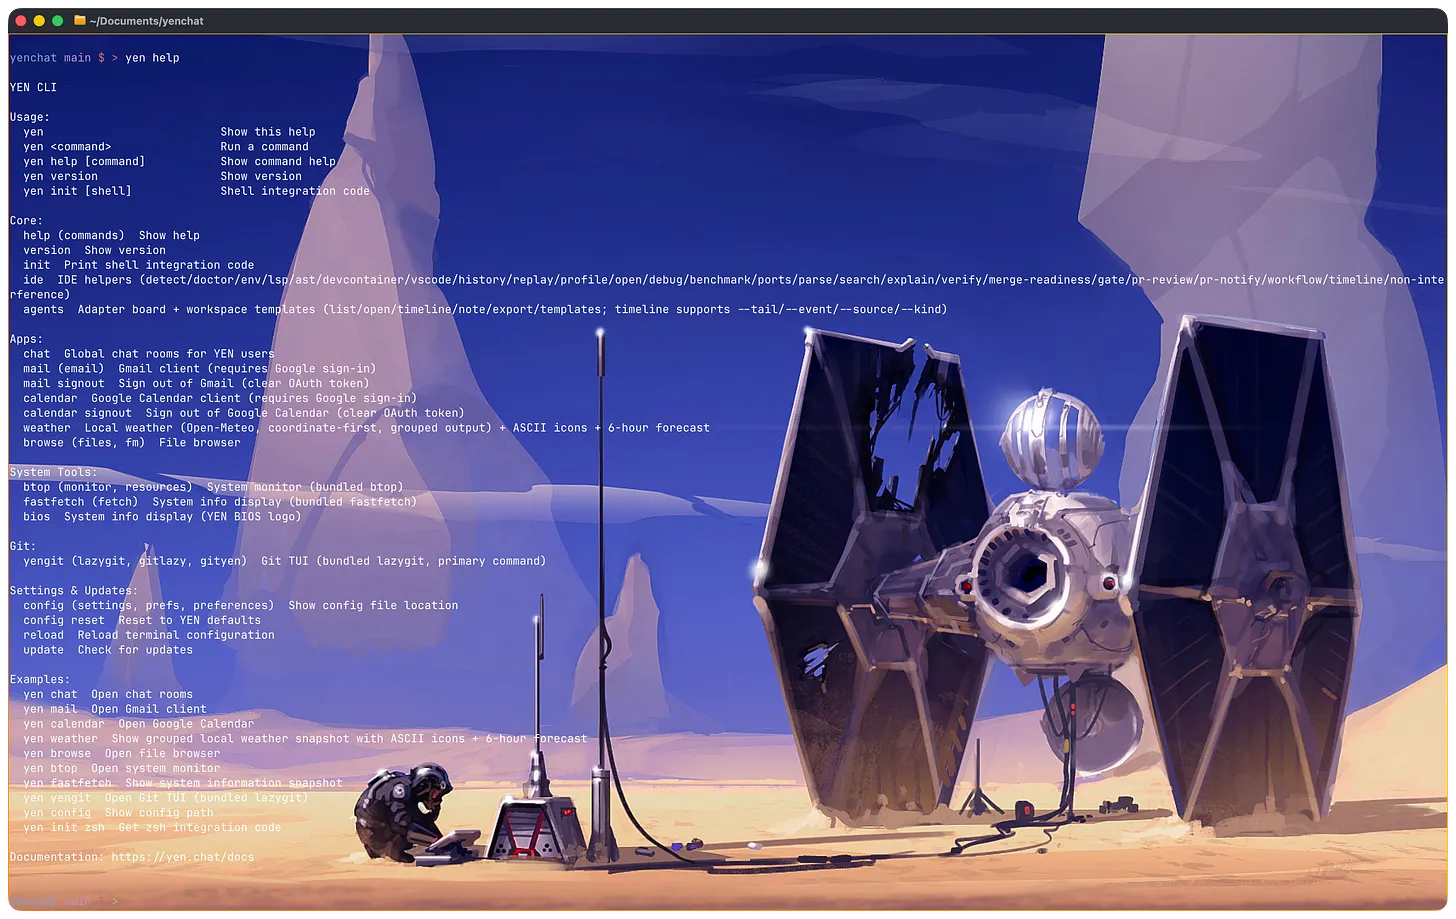 ~/Documents/yenchat
yenchat main $ > yen help
YEN CLI
Usage:
yen Show this help
yen <command> Run a command
yen help [command] Show command help
yen version Show version
yen init [shell] Shell integration code
Core:
help (commands) Show help
version Show version
init Print shell integration code
ide IDE helpers (detect/doctor/env/lsp/ast/devcontainer/vscode/history/replay/profile/open/debug/benchmark/ports/parse/search/explain/verify/merge-readiness/gate/pr-review/pr-notify/workflow/timeline/non-inte
rference)
agents Adapter board + workspace templates (list/open/timeline/note/export/templates; timeline supports --tail/--event/--source/--kind)
Apps:
chat Global chat rooms for YEN users
mail (email) Gmail client (requires Google sign-in)
mail signout Sign out of Gmail (clear OAuth token)
calendar Google Calendar client (requires Google sign-in)
calendar signout Sign out of Google Calendar (clear OAuth token)
weather Local weather (Open-Meteo, coordinate-first, grouped output) + ASCII icons + 6-hour forecast
browse (files, fm) File browser
System Tools:
btop (monitor, resources) System monitor (bundled btop)
fastfetch (fetch) System info display (bundled fastfetch)
bios System info display (YEN BIOS logo)
Git:
yengit (lazygit, gitlazy, gityen) Git TUI (bundled lazygit, primary command)
Settings & Updates:
config (settings, prefs, preferences) Show config file location
config reset Reset to YEN defaults
reload Reload terminal configuration
update Check for updates
Examples:
yen chat Open chat rooms
yen mail Open Gmail client
yen calendar Open Google Calendar
yen weather Show grouped local weather snapshot with ASCII icons + 6-hour forecast
yen browse Open file browser
yen btop Open system monitor
yen fastfetch Show system information snapshot
yen yengit Open Git TUI (bundled lazygit)
yen config Show config path
yen init zsh Get zsh integration code
Documentation: https://yen.chat/docs
yenchat main $ >